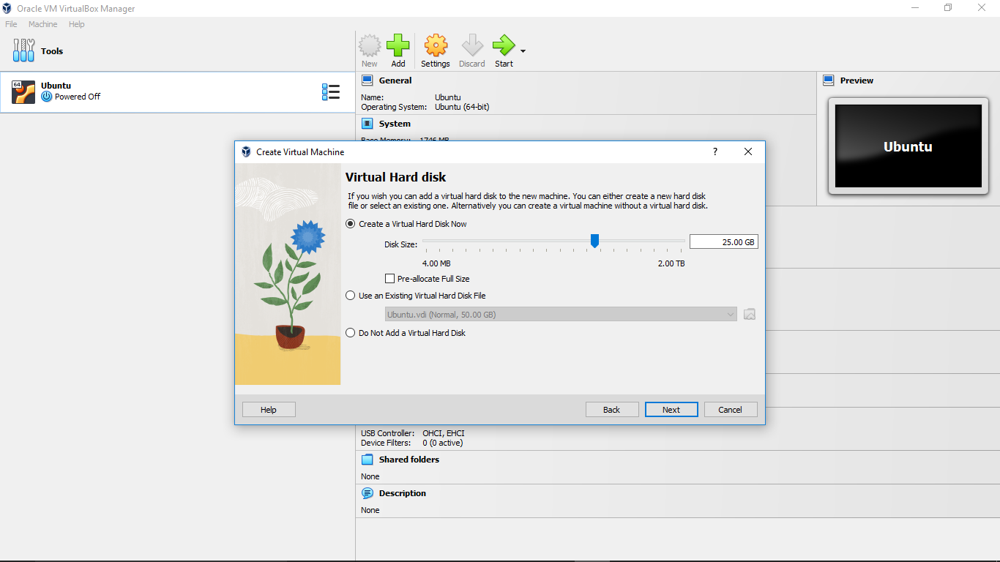 Oracle VM VirtualBox Manager
File Machine Help
Tools
New Add Settings Discard Start
64 Ubuntu
Powered Off
General
Name: Ubuntu
Operating System: Ubuntu (64-bit)
System
Base Memory: 1746 MB
Preview
Ubuntu
Create Virtual Machine ?
Virtual Hard disk
If you wish you can add a virtual hard disk to the new machine. You can either create a new hard disk
file or select an existing one. Alternatively you can create a virtual machine without a virtual hard disk.
Create a Virtual Hard Disk Now
Disk Size: 25.00 GB
4.00 MB 2.00 TB
Pre-allocate Full Size
Use an Existing Virtual Hard Disk File
Ubuntu.vdi (Normal, 50.00 GB)
Do Not Add a Virtual Hard Disk
Help Back Next Cancel
USB Controller: OHCI, EHCI
Device Filters: 0 (0 active)
Shared folders
None
Description
None